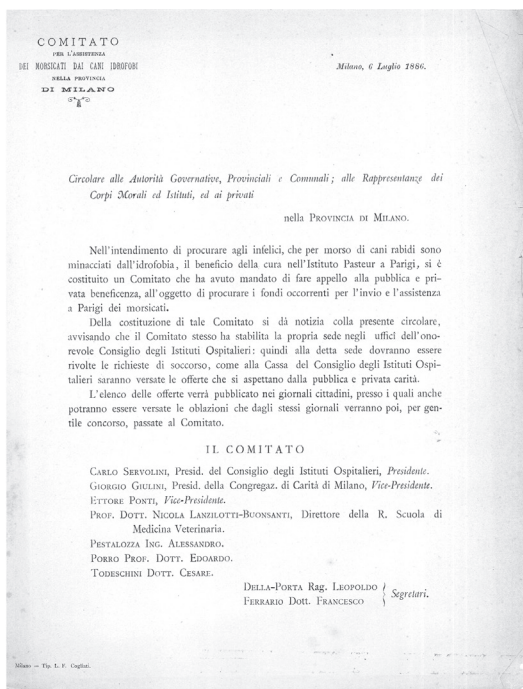 COMITATO
PER L'ASSISTENZA
DEI MORSICATI DAI CANI IDROFOBI
NELLA PROVINCIA
DI MILANO
Milano, 6 Luglio 1886.
Circolare alle Autorità Governative, Provinciali e Comunali; alle Rappresentanze dei
Corpi Morali ed Istituti, ed ai privati
nella PROVINCIA DI MILANO.
Nell'intendimento di procurare agli infelici, che per morso di cani rabidi sono
minacciati dall'idrofobia, il beneficio della cura nell'Istituto Pasteur a Parigi, si è
costituito un Comitato che ha avuto mandato di fare appello alla pubblica e pri-
vata beneficenza, all'oggetto di procurare i fondi occorrenti per l'invio e l'assistenza
a Parigi dei morsicati.
Della costituzione di tale Comitato si dà notizia colla presente circolare,
avvisando che il Comitato stesso ha stabilita la propria sede negli uffici dell'ono-
revole Consiglio degli Istituti Ospitalieri: quindi alla detta sede dovranno essere
rivolte le richieste di soccorso, come alla Cassa del Consiglio degli Istituti Ospi-
talieri saranno versate le offerte che si aspettano dalla pubblica e privata carità.
L'elenco delle offerte verrà pubblicato nei giornali cittadini, presso i quali anche
potranno essere versate le oblazioni che dagli stessi giornali verranno poi, per gen-
tile concorso, passate al Comitato.
IL COMITATO
CARLO SERVOLINI, Presid. del Consiglio degli Istituti Ospitalieri, Presidente.
GIORGIO GIULINI, Presid. della Congregaz. di Carità di Milano, Vice-Presidente.
ETTORE PONTI, Vice-Presidente.
PROF. DOTT. NICOLA LANZILOTTI-BUONSANTI, Direttore della R. Scuola di
Medicina Veterinaria.
PESTALOZZA ING. ALESSANDRO.
PORRO PROF. DOTT. EDOARDO.
TODESCHINI DOTT. CESARE.
DELLA-PORTA Rag. LEOPOLDO
FERRARIO Dott. FRANCESCO
Segretari.
Milano — Tip. L. F. Cogliati.